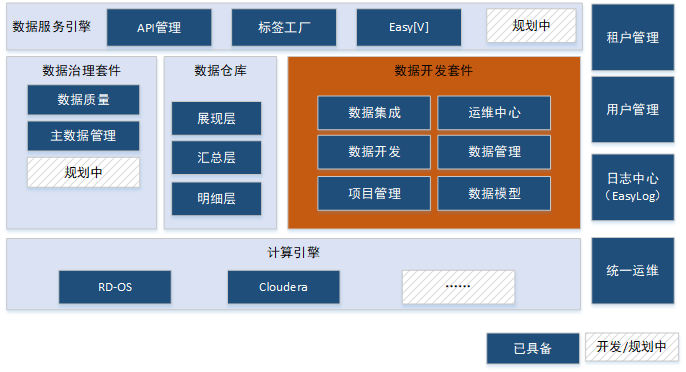 数据服务引擎
API管理
标签工厂
Easy[V]
规划中
租户管理
数据治理套件
数据质量
主数据管理
规划中
数据仓库
展现层
汇总层
明细层
数据开发套件
数据集成
运维中心
数据开发
数据管理
项目管理
数据模型
用户管理
日志中心
（EasyLog）
计算引擎
RD-OS
Cloudera
......
统一运维
已具备
开发/规划中